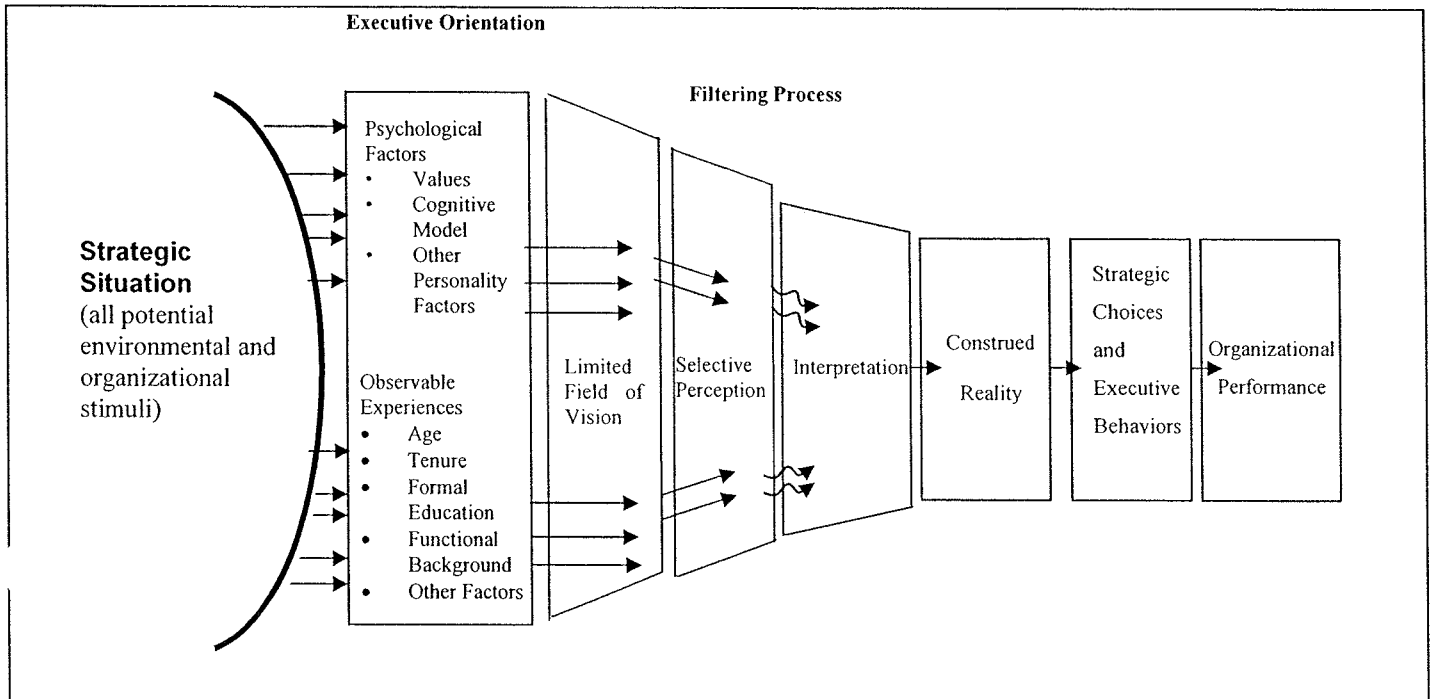 Executive Orientation
Filtering Process
Strategic
Situation
(all potential
environmental and
organizational
stimuli)
Psychological
Factors
• Values
• Cognitive
Model
• Other
Personality
Factors
Observable
Experiences
• Age
• Tenure
• Formal
Education
• Functional
Background
• Other Factors
Limited
Field of
Vision
Selective
Perception
Interpretation
Construed
Reality
Strategic
Choices
and
Executive
Behaviors
Organizational
Performance